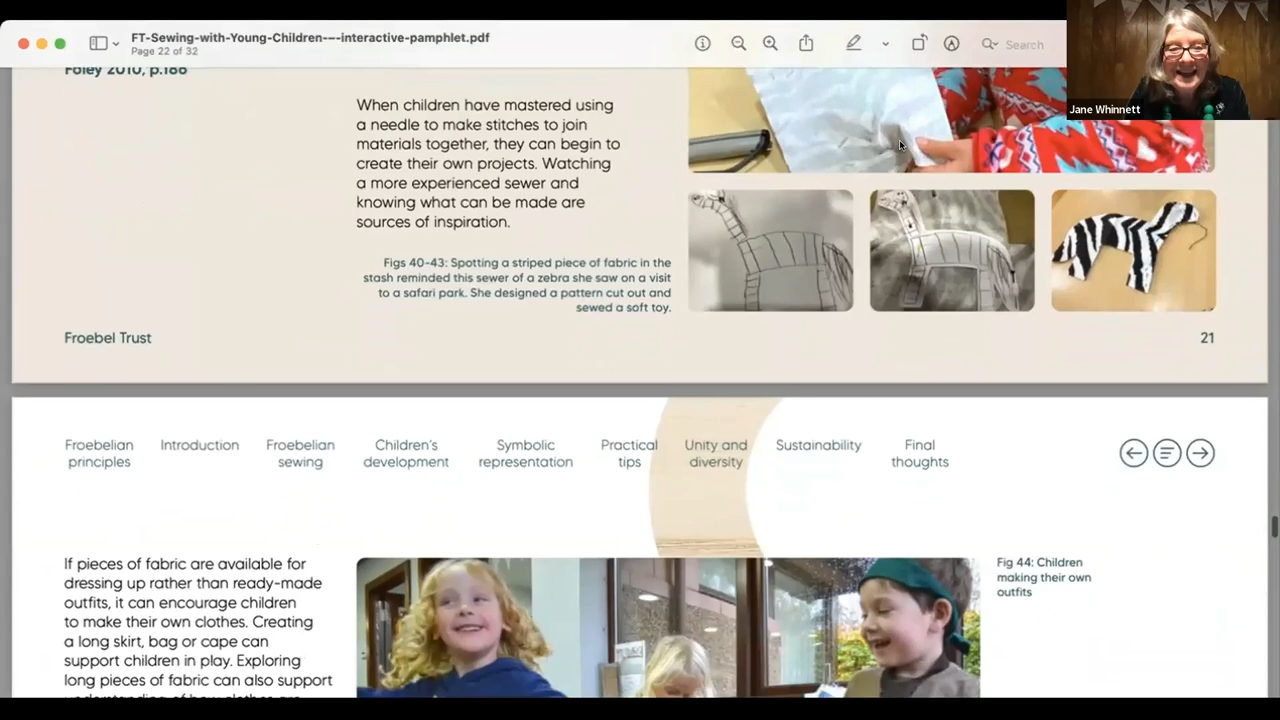 FT-Sewing-with-Young-Children----interactive-pamphlet.pdf
Page 22 of 32
Search
Jane Whinnett
Foley 2010, p.186
When children have mastered using
a needle to make stitches to join
materials together, they can begin to
create their own projects. Watching
a more experienced sewer and
knowing what can be made are
sources of inspiration.
Figs 40-43: Spotting a striped piece of fabric in the
stash reminded this sewer of a zebra she saw on a visit
to a safari park. She designed a pattern cut out and
sewed a soft toy.
Froebel Trust
21
Froebelian
principles
Introduction
Froebelian
sewing
Children's
development
Symbolic
representation
Practical
tips
Unity and
diversity
Sustainability
Final
thoughts
If pieces of fabric are available for
dressing up rather than ready-made
outfits, it can encourage children
to make their own clothes. Creating
a long skirt, bag or cape can
support children in play. Exploring
long pieces of fabric can also support
understanding of how clothes are
Fig 44: Children
making their own
outfits